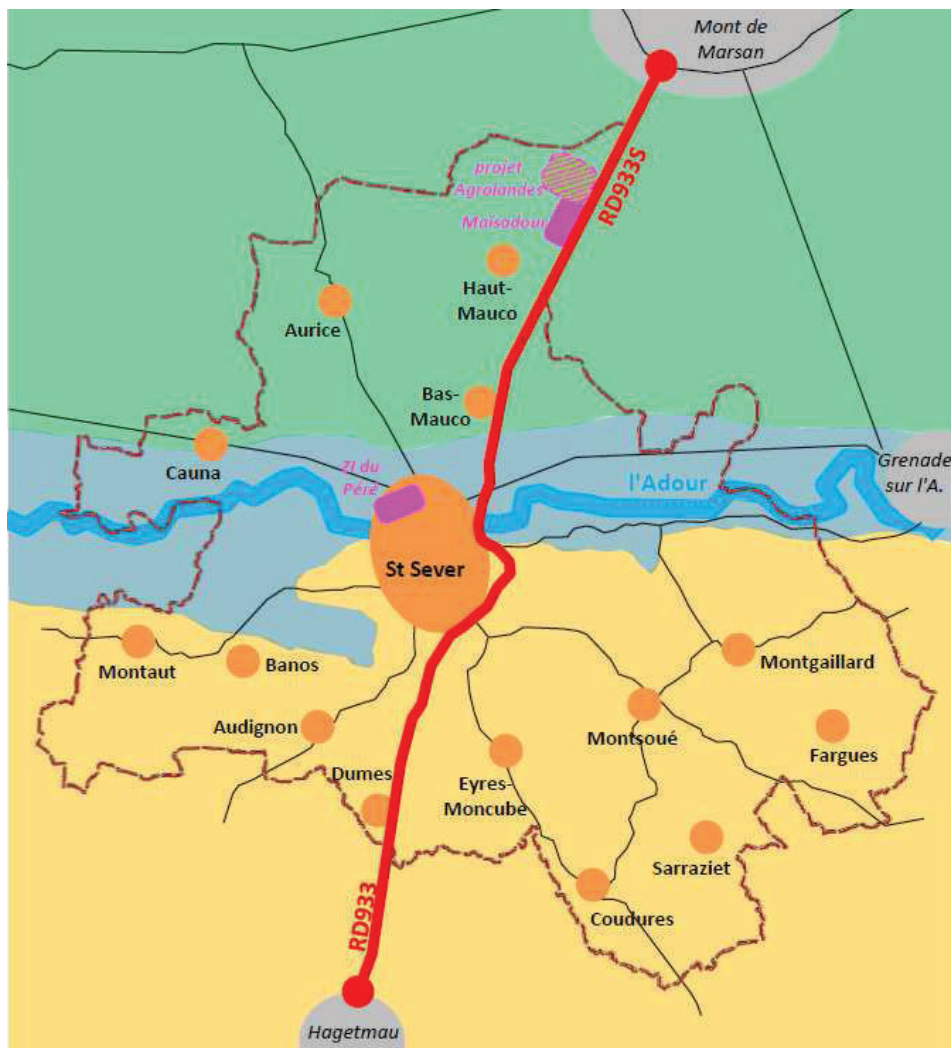 Mont de
Marsan
projet
Agrolandes
RD933S
Maïsadour
Haut-
Mauco
Aurice
Bas-
Mauco
Cauna
ZI du
Péré
l'Adour
Grenade
sur l'A.
St Sever
Montaut
Banos
Montgaillard
Audignon
Montsoué
Fargues
Dumes
Eyres-
Moncube
Sarraziet
Coudures
RD933
Hagetmau